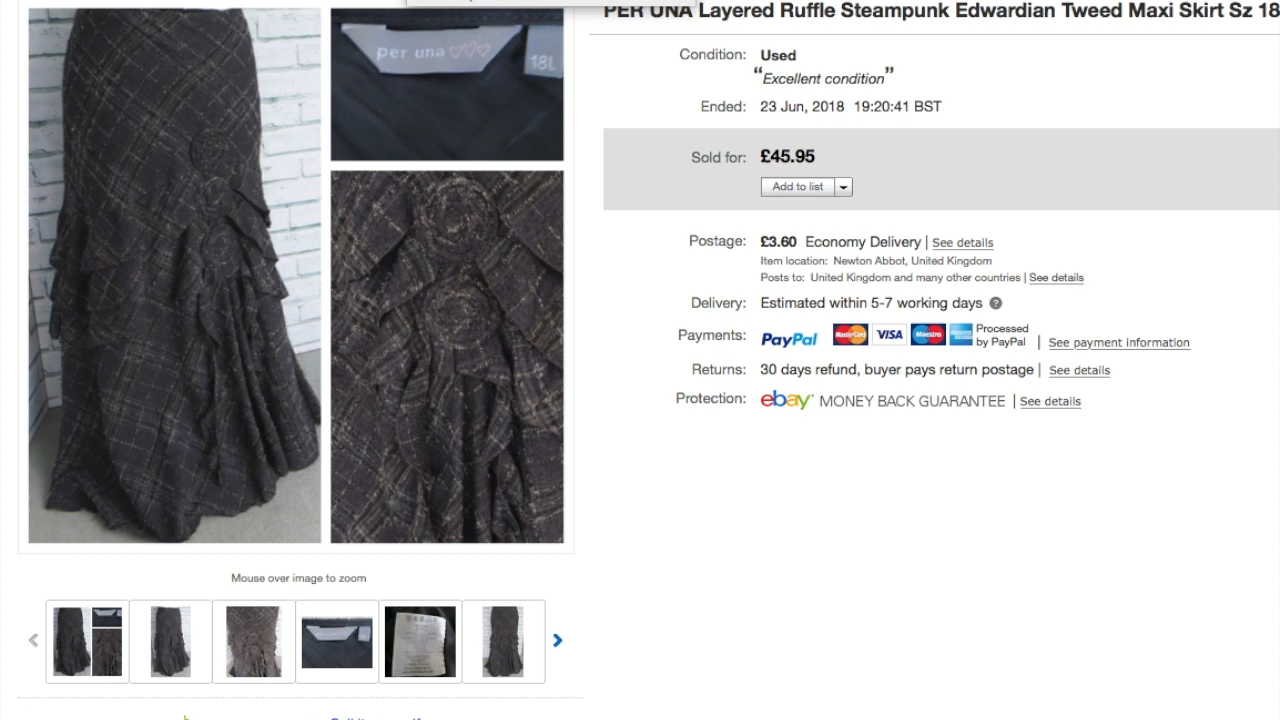 PER UNA Layered Ruffle Steampunk Edwardian Tweed Maxi Skirt Sz 18
per una
18L
Condition: Used
“Excellent condition”
Ended: 23 Jun, 2018 19:20:41 BST
Sold for: £45.95
Add to list
Postage: £3.60 Economy Delivery | See details
Item location: Newton Abbot, United Kingdom
Posts to: United Kingdom and many other countries | See details
Delivery: Estimated within 5-7 working days ?
Payments: PayPal MasterCard VISA Maestro Processed by PayPal | See payment information
Returns: 30 days refund, buyer pays return postage | See details
Protection: ebay MONEY BACK GUARANTEE | See details
Mouse over image to zoom
per una